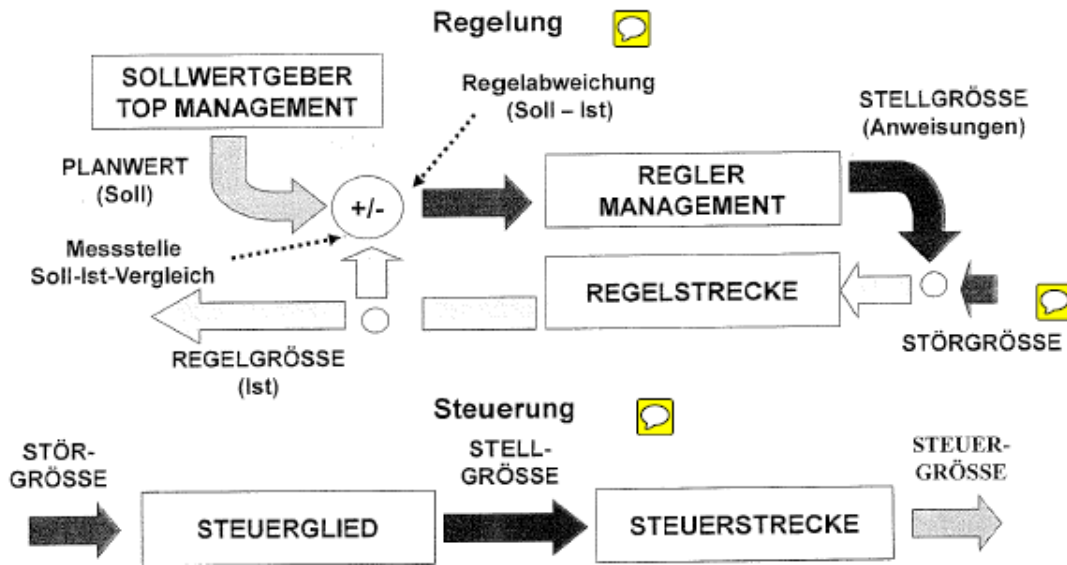 Regelung
SOLLWERTGEBER
TOP MANAGEMENT
Regelabweichung
(Soll – Ist)
STELLGRÖSSE
(Anweisungen)
PLANWERT
(Soll)
+/-
REGLER
MANAGEMENT
Messstelle
Soll-Ist-Vergleich
REGELSTRECKE
REGELGRÖSSE
(Ist)
STÖRGRÖSSE
Steuerung
STÖR-
GRÖSSE
STELL-
GRÖSSE
STEUER-
GRÖSSE
STEUERGLIED
STEUERSTRECKE